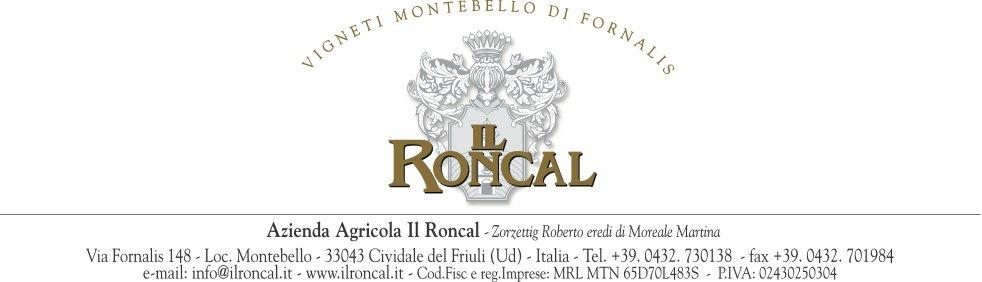 VIGNETI MONTEBELLO DI FORNALIS
IL
RONCAL
Azienda Agricola Il Roncal - Zorzettig Roberto eredi di Moreale Martina
Via Fornalis 148 - Loc. Montebello - 33043 Cividale del Friuli (Ud) - Italia - Tel. +39. 0432. 730138 - fax +39. 0432. 701984
e-mail: info@ilroncal.it - www.ilroncal.it - Cod.Fisc e reg.Imprese: MRL MTN 65D70L483S - P.IVA: 02430250304